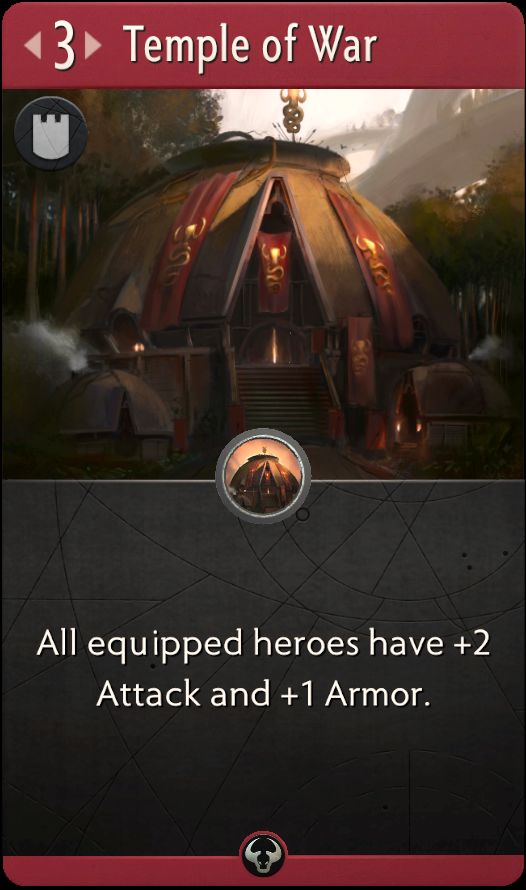 3 Temple of War
All equipped heroes have +2
Attack and +1 Armor.